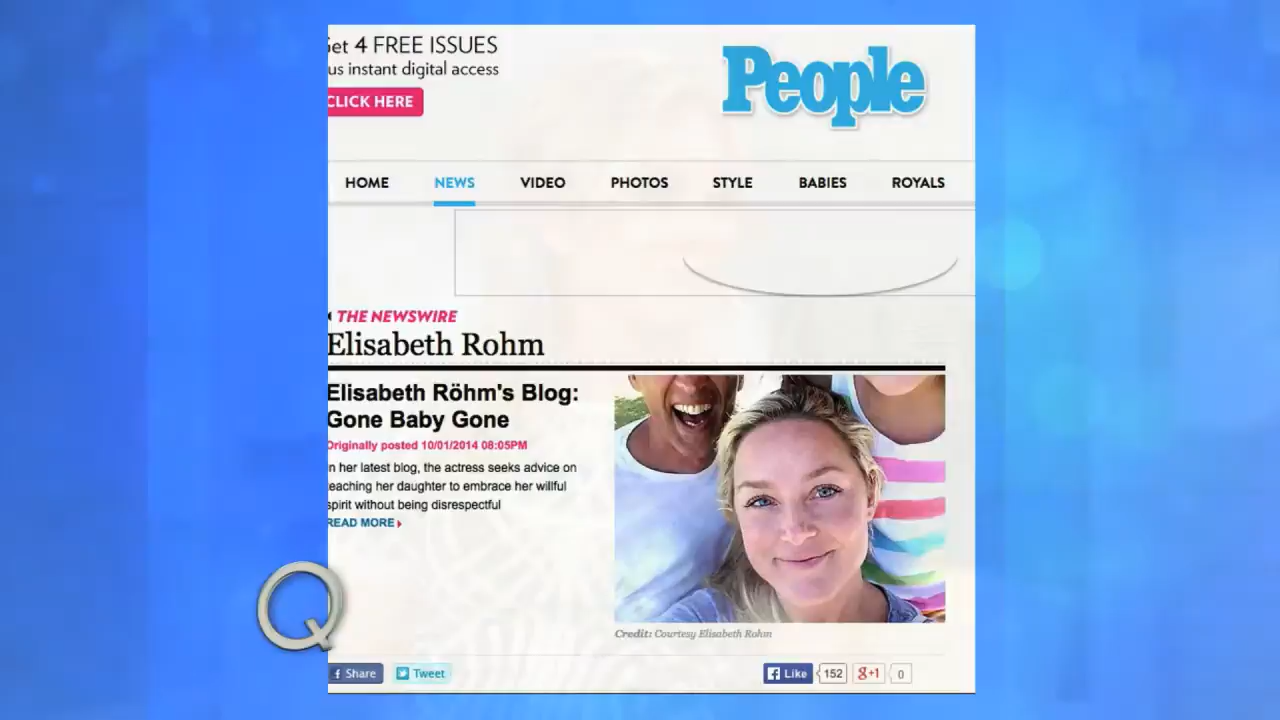 Get 4 FREE ISSUES
us instant digital access
CLICK HERE
People
HOME NEWS VIDEO PHOTOS STYLE BABIES ROYALS
THE NEWSWIRE
Elisabeth Rohm
Elisabeth Röhm's Blog:
Gone Baby Gone
Originally posted 10/01/2014 08:05PM
In her latest blog, the actress seeks advice on
teaching her daughter to embrace her willful
spirit without being disrespectful
READ MORE
Credit: Courtesy Elisabeth Rohm
Q
Share Tweet Like 152 +1 0